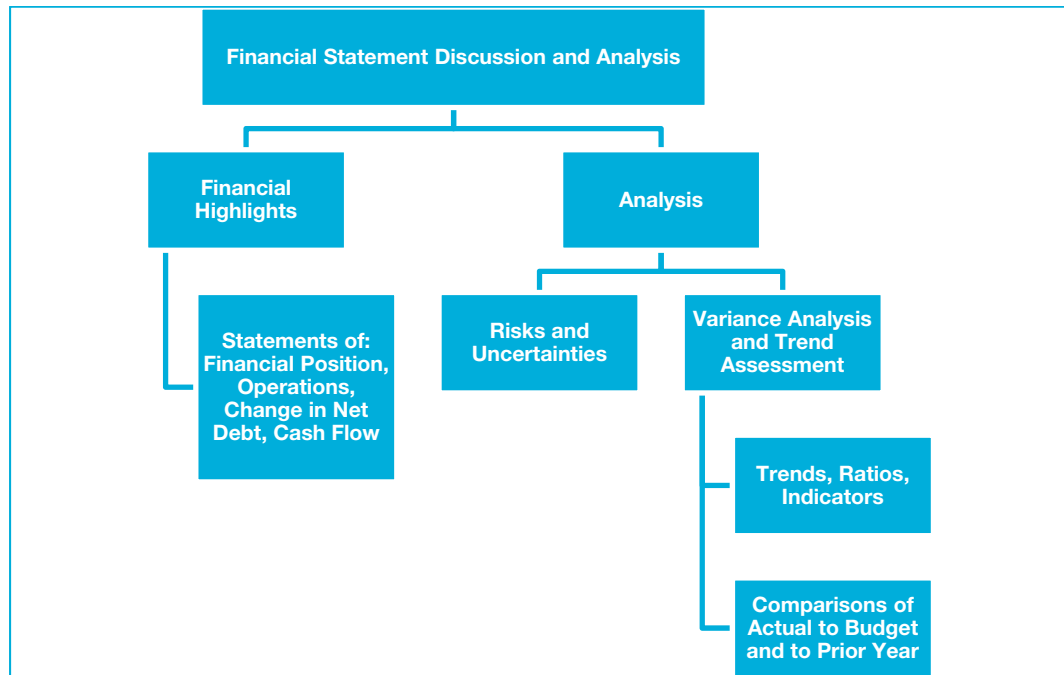 Financial Statement Discussion and Analysis
Financial
Highlights
Analysis
Statements of:
Financial Position,
Operations,
Change in Net
Debt, Cash Flow
Risks and
Uncertainties
Variance Analysis
and Trend
Assessment
Trends, Ratios,
Indicators
Comparisons of
Actual to Budget
and to Prior Year